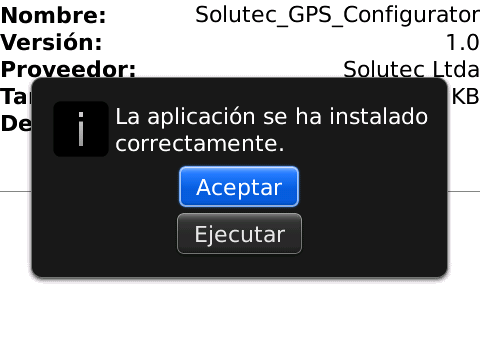 Nombre: Solutec_GPS_Configurator
Versión: 1.0
Proveedor: Solutec Ltda
KB
La aplicación se ha instalado
correctamente.
Aceptar
Ejecutar